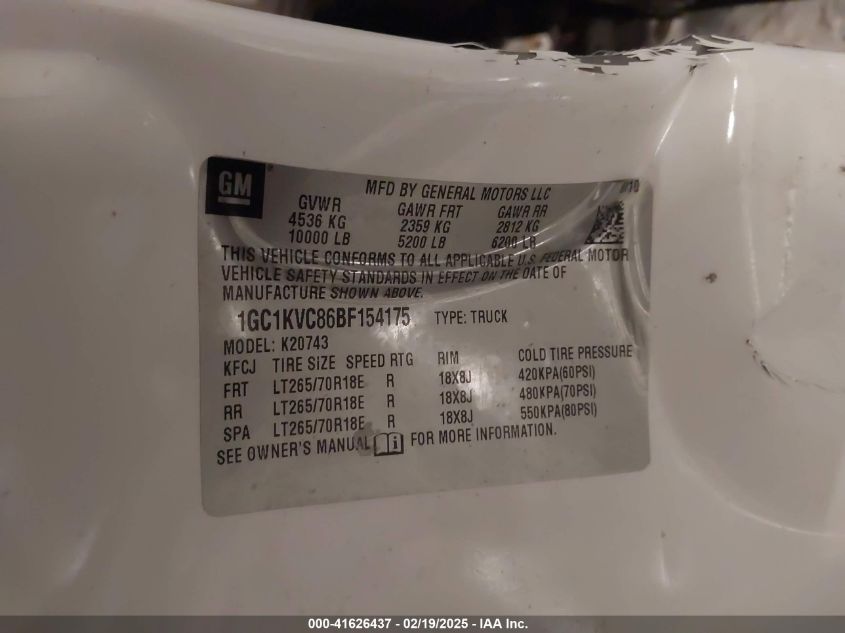 GM
MFD BY GENERAL MOTORS LLC
GVWR GAWR FRT GAWR RR
4536 KG 2359 KG 2812 KG
10000 LB 5200 LB 6200 LB
THIS VEHICLE CONFORMS TO ALL APPLICABLE U.S. FEDERAL MOTOR
VEHICLE SAFETY STANDARDS IN EFFECT ON THE DATE OF
MANUFACTURE SHOWN ABOVE.
1GC1KVC86BF154175 TYPE: TRUCK
MODEL: K20743
KFCJ TIRE SIZE SPEED RTG RIM COLD TIRE PRESSURE
FRT LT265/70R18E R 18X8J 420KPA(60PSI)
RR LT265/70R18E R 18X8J 480KPA(70PSI)
SPA LT265/70R18E R 18X8J 550KPA(80PSI)
SEE OWNER'S MANUAL FOR MORE INFORMATION.
000-41626437 - 02/19/2025 - IAA Inc.